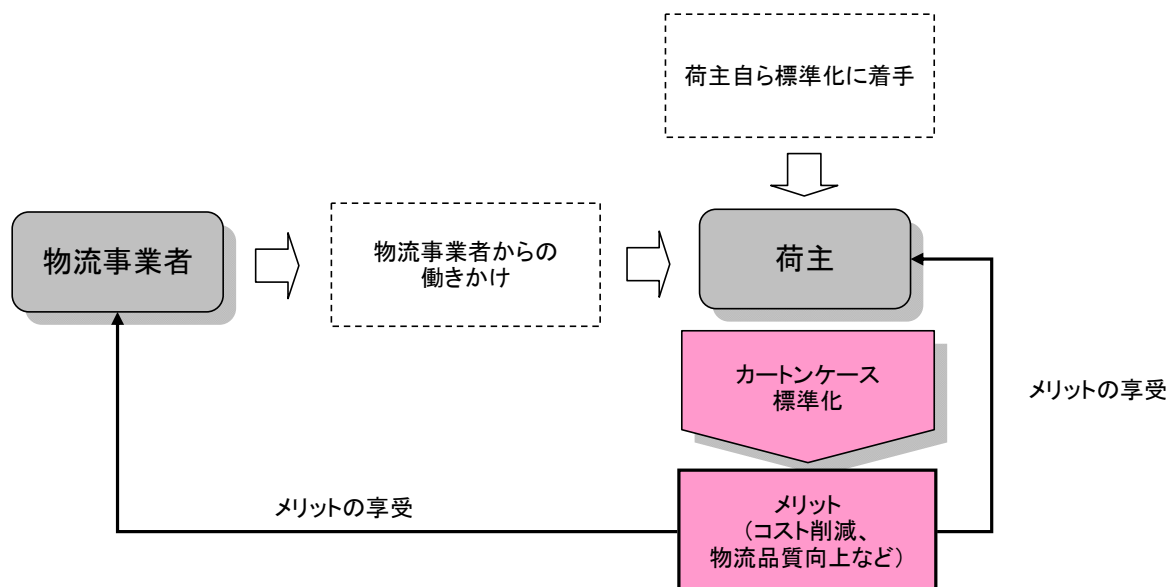 荷主自ら標準化に着手
物流事業者
物流事業者からの
働きかけ
荷主
カートンケース
標準化
メリットの享受
メリットの享受
メリット
(コスト削減、
物流品質向上など)